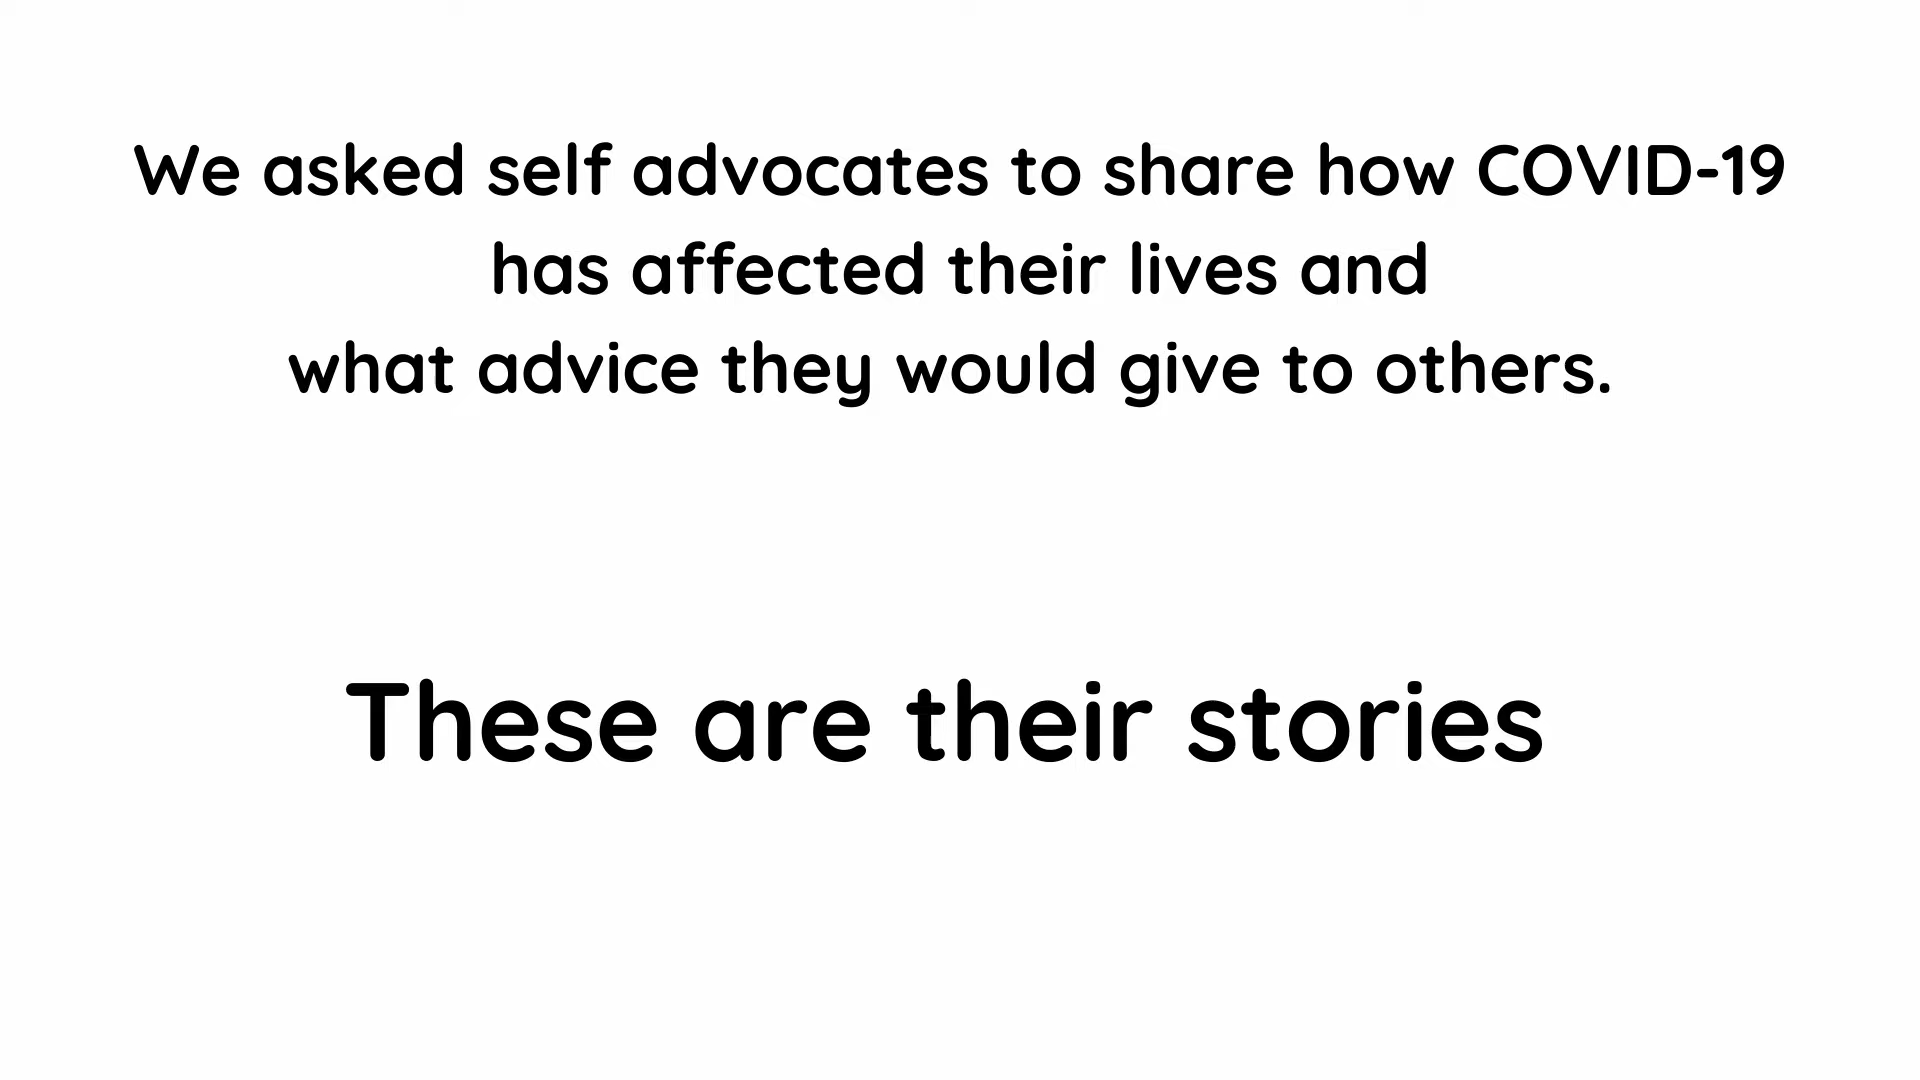 We asked self advocates to share how COVID-19
has affected their lives and
what advice they would give to others.
These are their stories